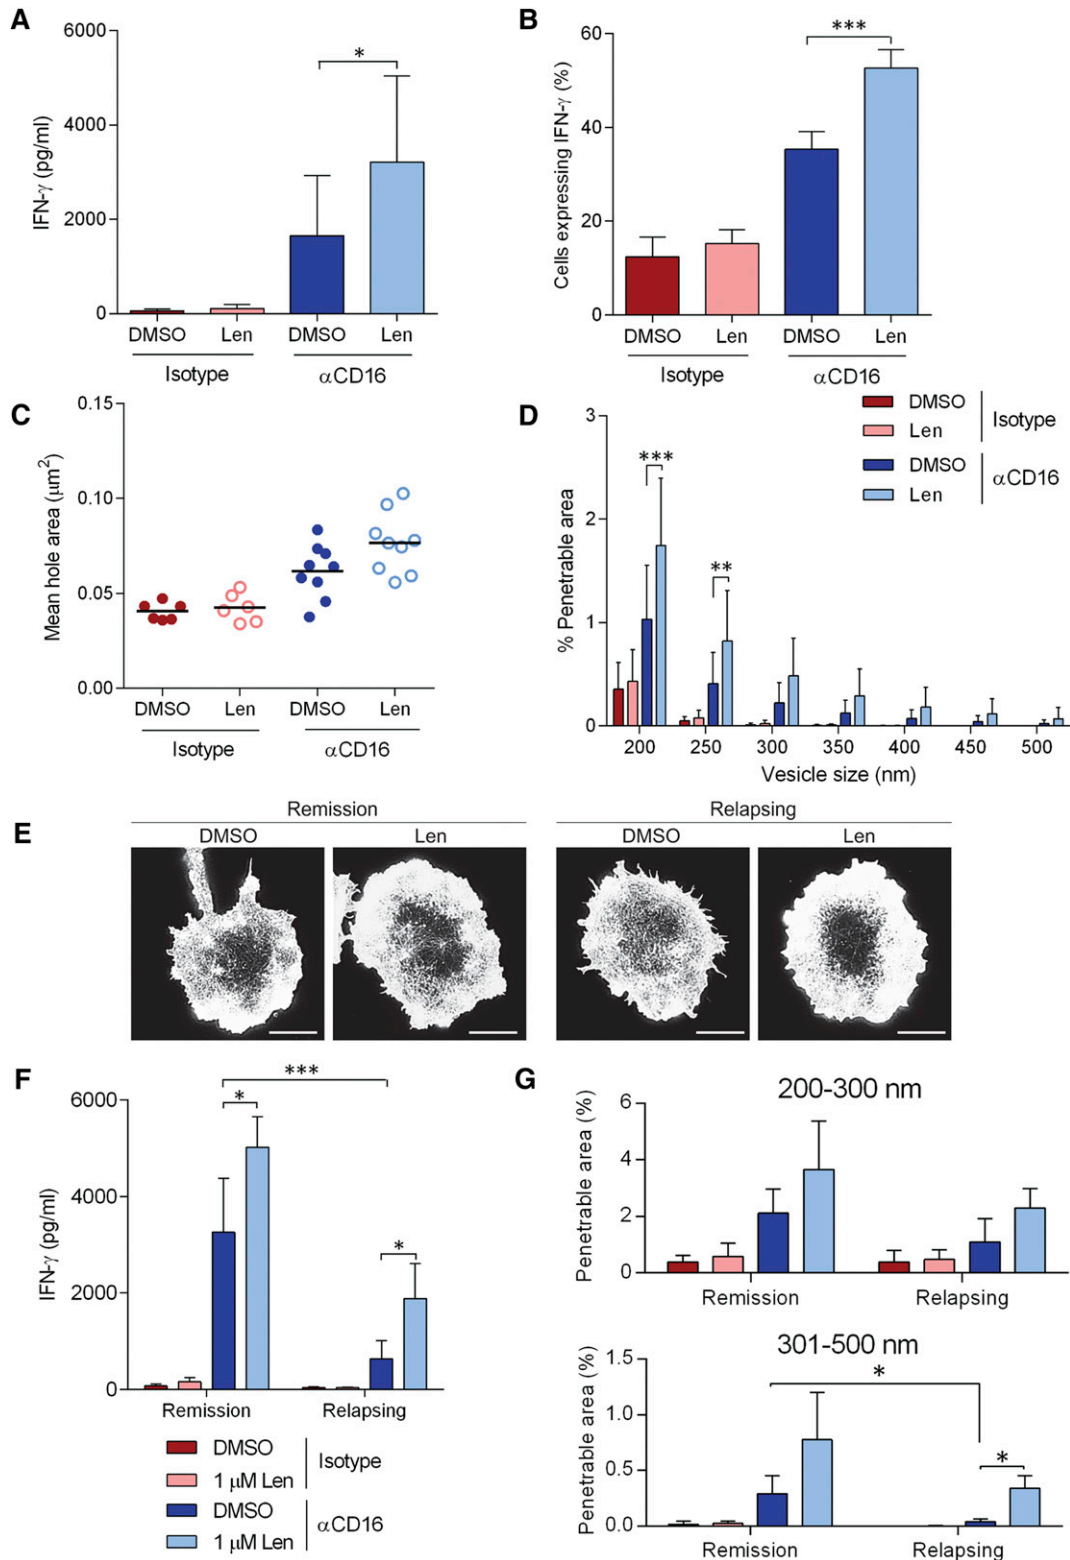 A
6000
4000
2000
0
IFN-γ (pg/ml)
*
DMSO Len DMSO Len
Isotype αCD16
B
60
40
20
0
Cells expressing IFN-γ (%)
***
DMSO Len DMSO Len
Isotype αCD16
C
0.15
0.10
0.05
0.00
Mean hole area (μm²)
DMSO Len DMSO Len
Isotype αCD16
D
3
2
1
0
% Penetrable area
*** **
DMSO
Len
Isotype
DMSO
Len
αCD16
200 250 300 350 400 450 500
Vesicle size (nm)
E
Remission Relapsing
DMSO Len DMSO Len
F
6000
4000
2000
0
IFN-γ (pg/ml)
***
*
*
Remission Relapsing
DMSO
1 μM Len
Isotype
DMSO
1 μM Len
αCD16
G
200-300 nm
6
4
2
0
Penetrable area (%)
Remission Relapsing
301-500 nm
1.5
1.0
0.5
0.0
Penetrable area (%)
*
*
Remission Relapsing